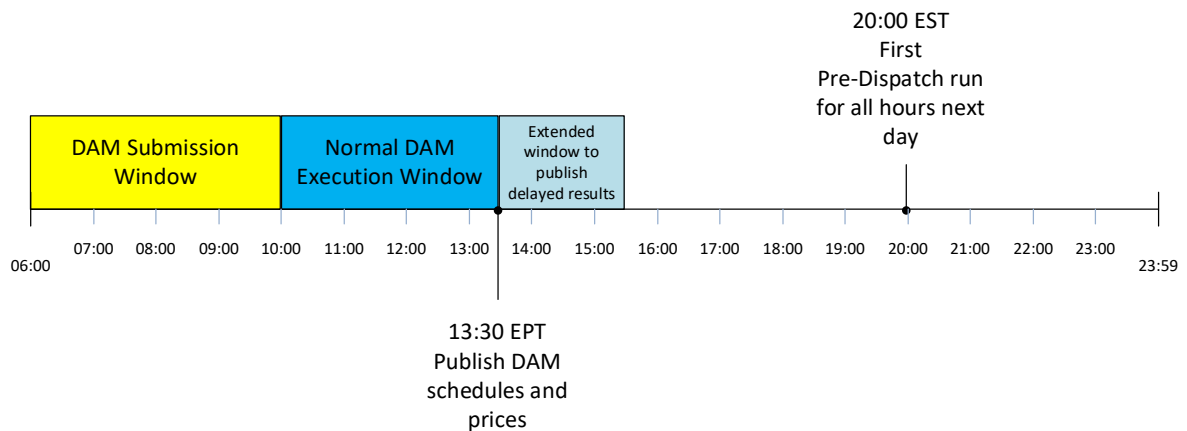 20:00 EST
First
Pre-Dispatch run
for all hours next
day
DAM Submission
Window
Normal DAM
Execution Window
Extended
window to
publish
delayed results
06:00
07:00
08:00
09:00
10:00
11:00
12:00
13:00
14:00
15:00
16:00
17:00
18:00
19:00
20:00
21:00
22:00
23:00
23:59
13:30 EPT
Publish DAM
schedules and
prices